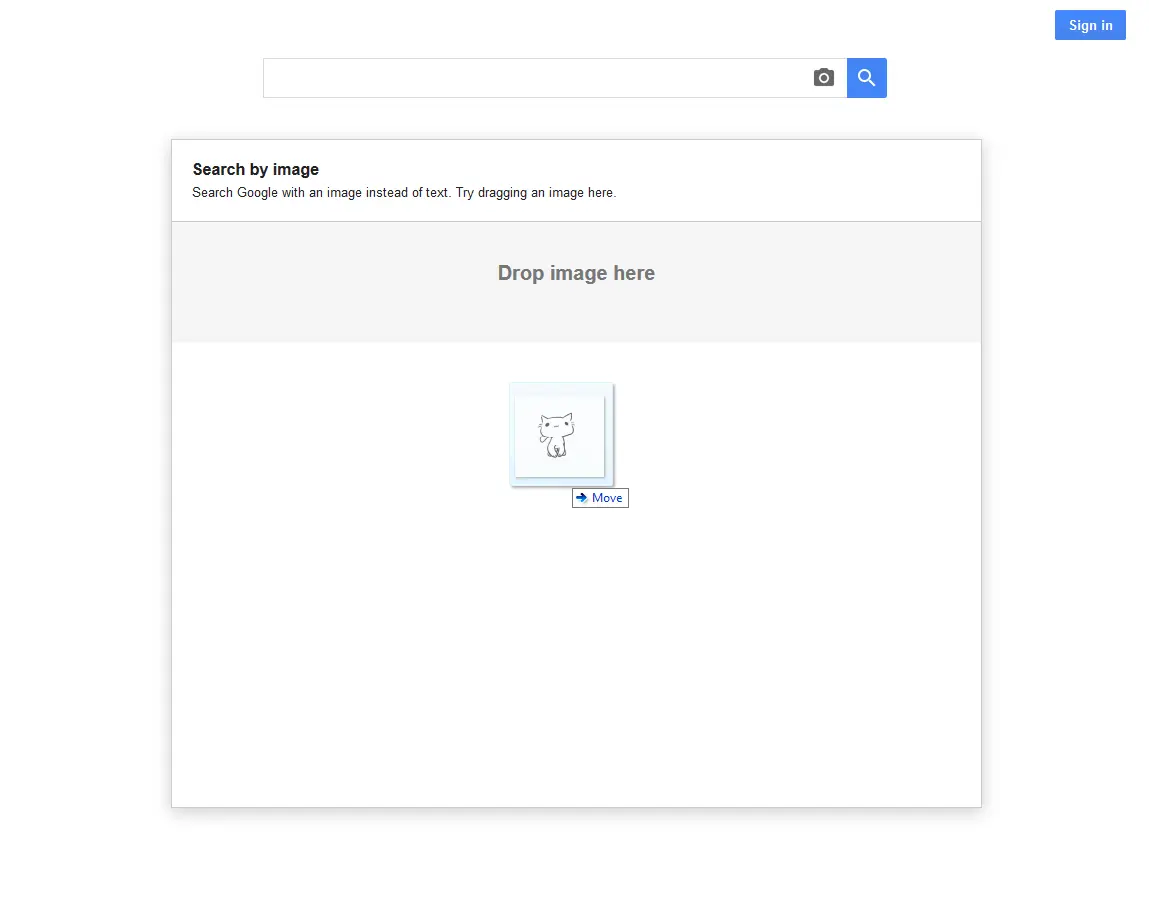 Sign in
Search by image
Search Google with an image instead of text. Try dragging an image here.
Drop image here
Move